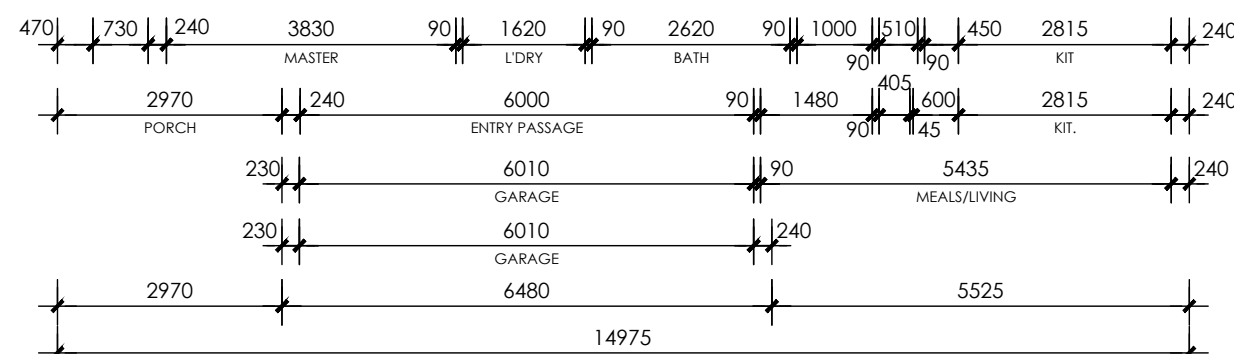 470 730 240 3830 90 1620 90 2620 90 1000 510 450 2815 240
MASTER L'DRY BATH 90 90 KIT
405
2970 240 6000 90 1480 600 2815 240
PORCH ENTRY PASSAGE 90 45 KIT.
230 6010 90 5435 240
GARAGE MEALS/LIVING
230 6010 240
GARAGE
2970 6480 5525
14975